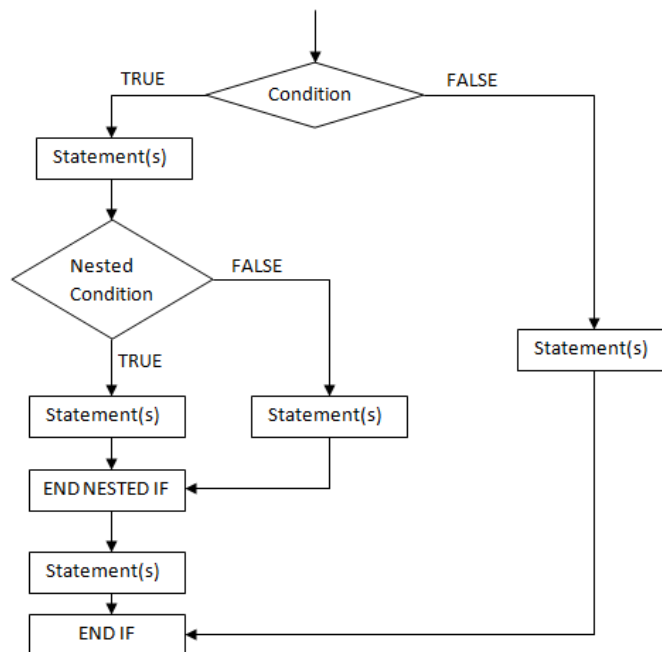 TRUE
FALSE
Condition
Statement(s)
Nested
Condition
FALSE
TRUE
Statement(s)
Statement(s)
Statement(s)
END NESTED IF
Statement(s)
END IF